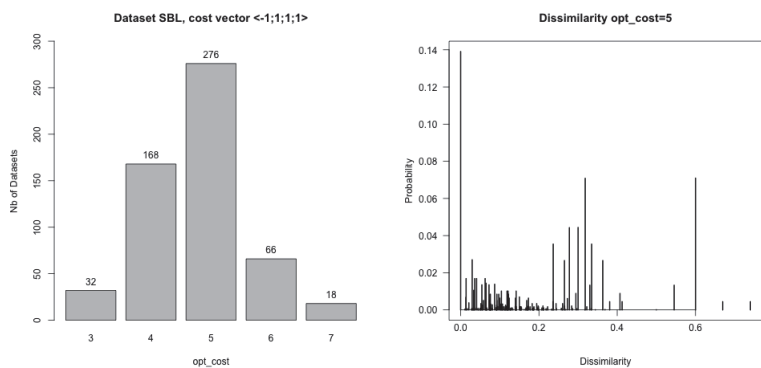 Dataset SBL, cost vector <-1;1;1;1>
Nb of Datasets
300
250
200
150
100
50
0
32
168
276
66
18
3 4 5 6 7
opt_cost
Dissimilarity opt_cost=5
Probability
0.14
0.12
0.10
0.08
0.06
0.04
0.02
0.00
0.0 0.2 0.4 0.6
Dissimilarity